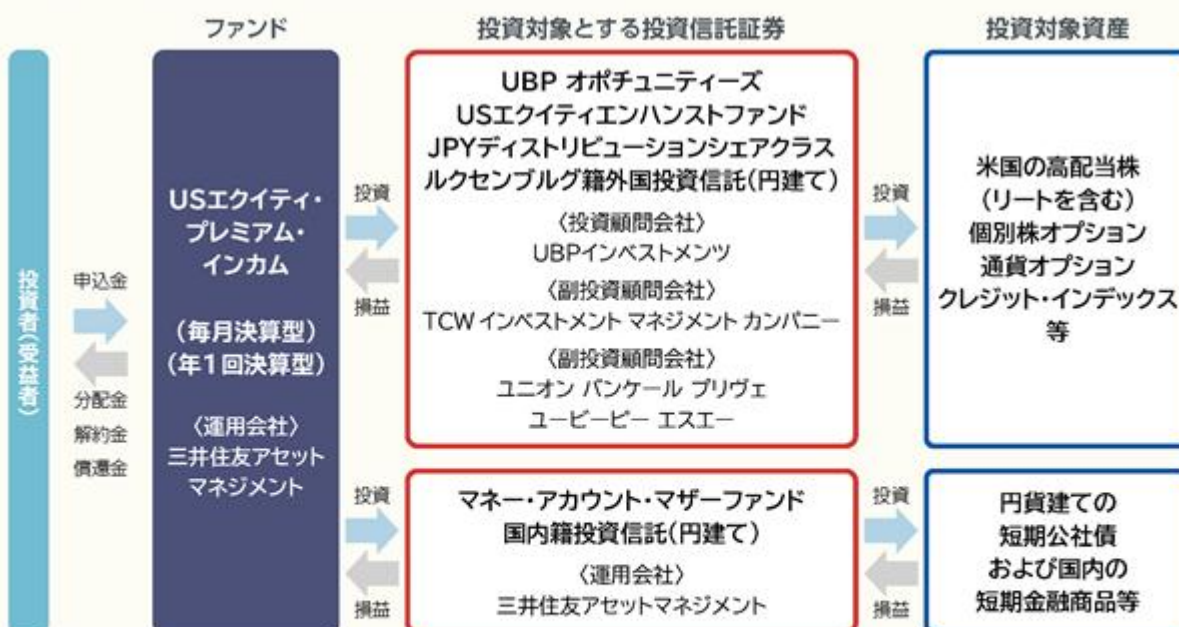 ファンド
投資対象とする投資信託証券
投資対象資産
投資者(受益者)
申込金
分配金
解約金
償還金
USエクイティ・
プレミアム・
インカム
(毎月決算型)
(年1回決算型)
〈運用会社〉
三井住友アセット
マネジメント
投資
損益
UBP オポチュニティーズ
USエクイティエンハンストファンド
JPYディストリビューションシェアクラス
ルクセンブルグ籍外国投資信託(円建て)
〈投資顧問会社〉
UBPインベストメンツ
〈副投資顧問会社〉
TCW インベストメント マネジメント カンパニー
〈副投資顧問会社〉
ユニオン バンケール プリヴェ
ユービーピー エスエー
投資
損益
米国の高配当株
(リートを含む)
個別株オプション
通貨オプション
クレジット・インデックス
等
投資
損益
マネー・アカウント・マザーファンド
国内籍投資信託(円建て)
〈運用会社〉
三井住友アセットマネジメント
投資
損益
円貨建ての
短期公社債
および国内の
短期金融商品等